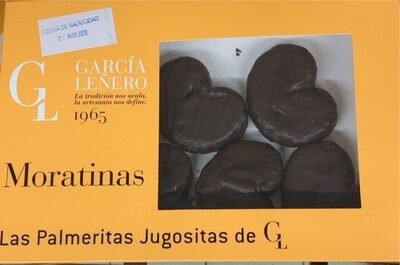 FECHA DE CADUCIDAD
GL
GARCÍA
LEÑERO
La tradición nos avala,
la artesanía nos define.
1965
Moratinas
Las Palmeritas Jugositas de GL